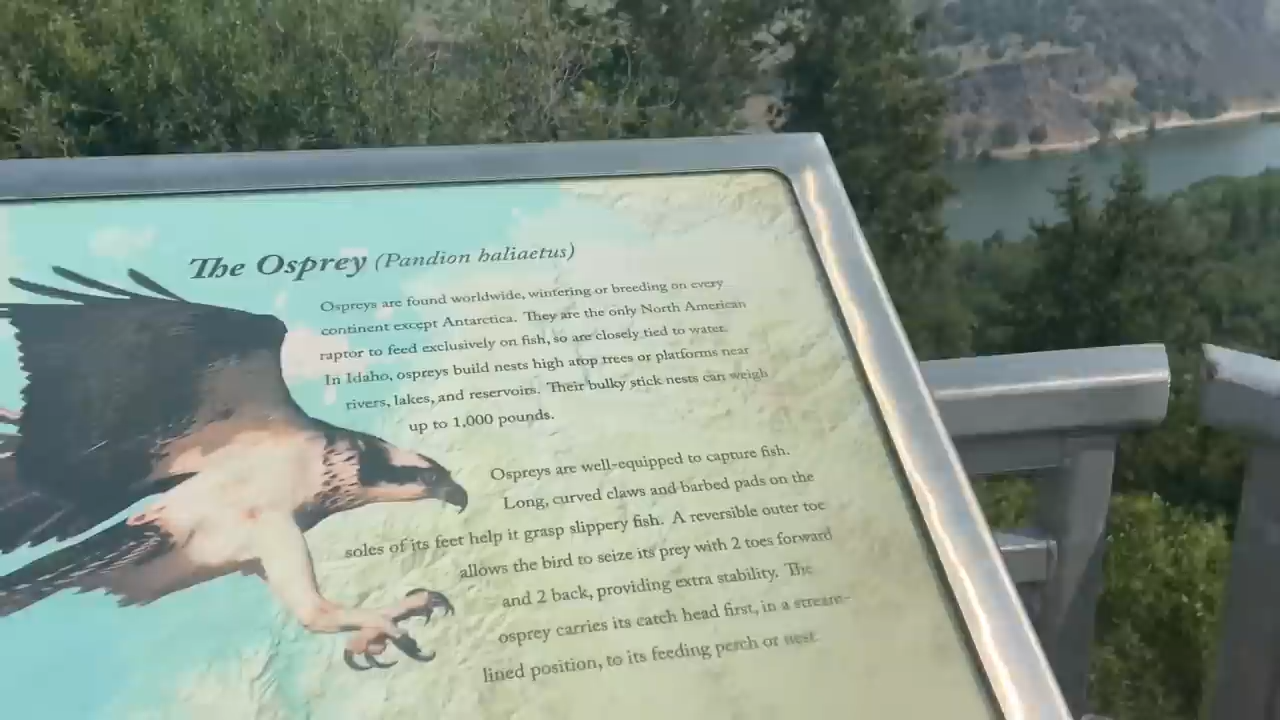 The Osprey (Pandion haliaetus)
Ospreys are found worldwide, wintering or breeding on every
continent except Antarctica. They are the only North American
raptor to feed exclusively on fish, so are closely tied to water.
In Idaho, ospreys build nests high atop trees or platforms near
rivers, lakes, and reservoirs. Their bulky stick nests can weigh
up to 1,000 pounds.
Ospreys are well-equipped to capture fish.
Long, curved claws and barbed pads on the
soles of its feet help it grasp slippery fish. A reversible outer toe
allows the bird to seize its prey with 2 toes forward
and 2 back, providing extra stability. The
osprey carries its catch head first, in a stream-
lined position, to its feeding perch or nest.